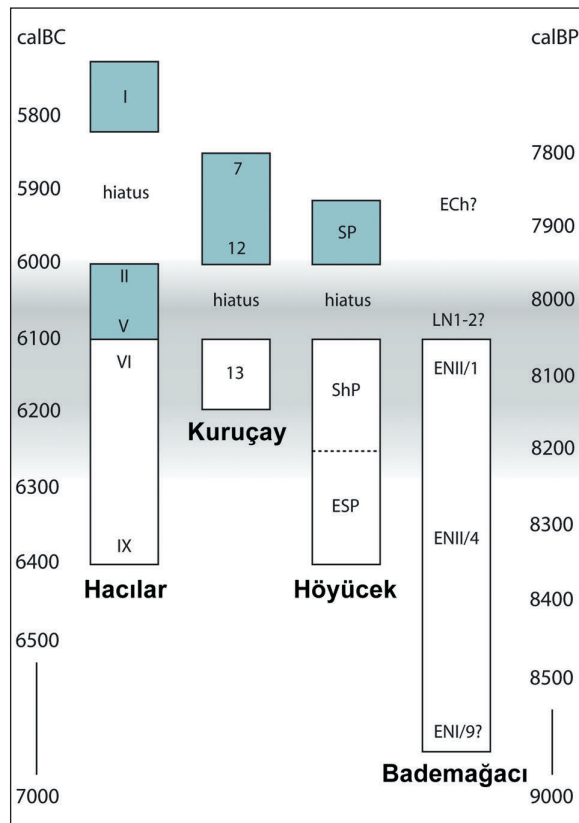 calBC
calBP
I
5800
7800
7
5900
hiatus
ECh?
7900
SP
12
6000
II
hiatus
hiatus
8000
V
LN1-2?
6100
VI
ENII/1
13
8100
ShP
6200
Kuruçay
8200
6300
ESP
8300
ENII/4
IX
6400
Hacılar
Höyücek
8400
6500
8500
ENI/9?
Bademağacı
7000
9000